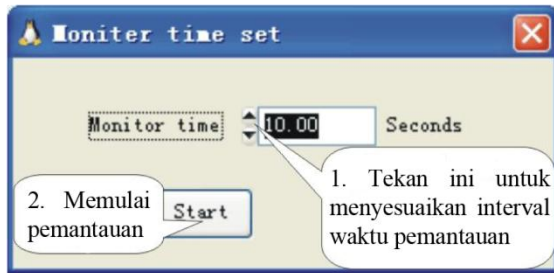 Moniter time set
Monitor time 10.00 Seconds
1. Tekan ini untuk
menyesuaikan interval
waktu pemantauan
2. Memulai
pemantauan
Start